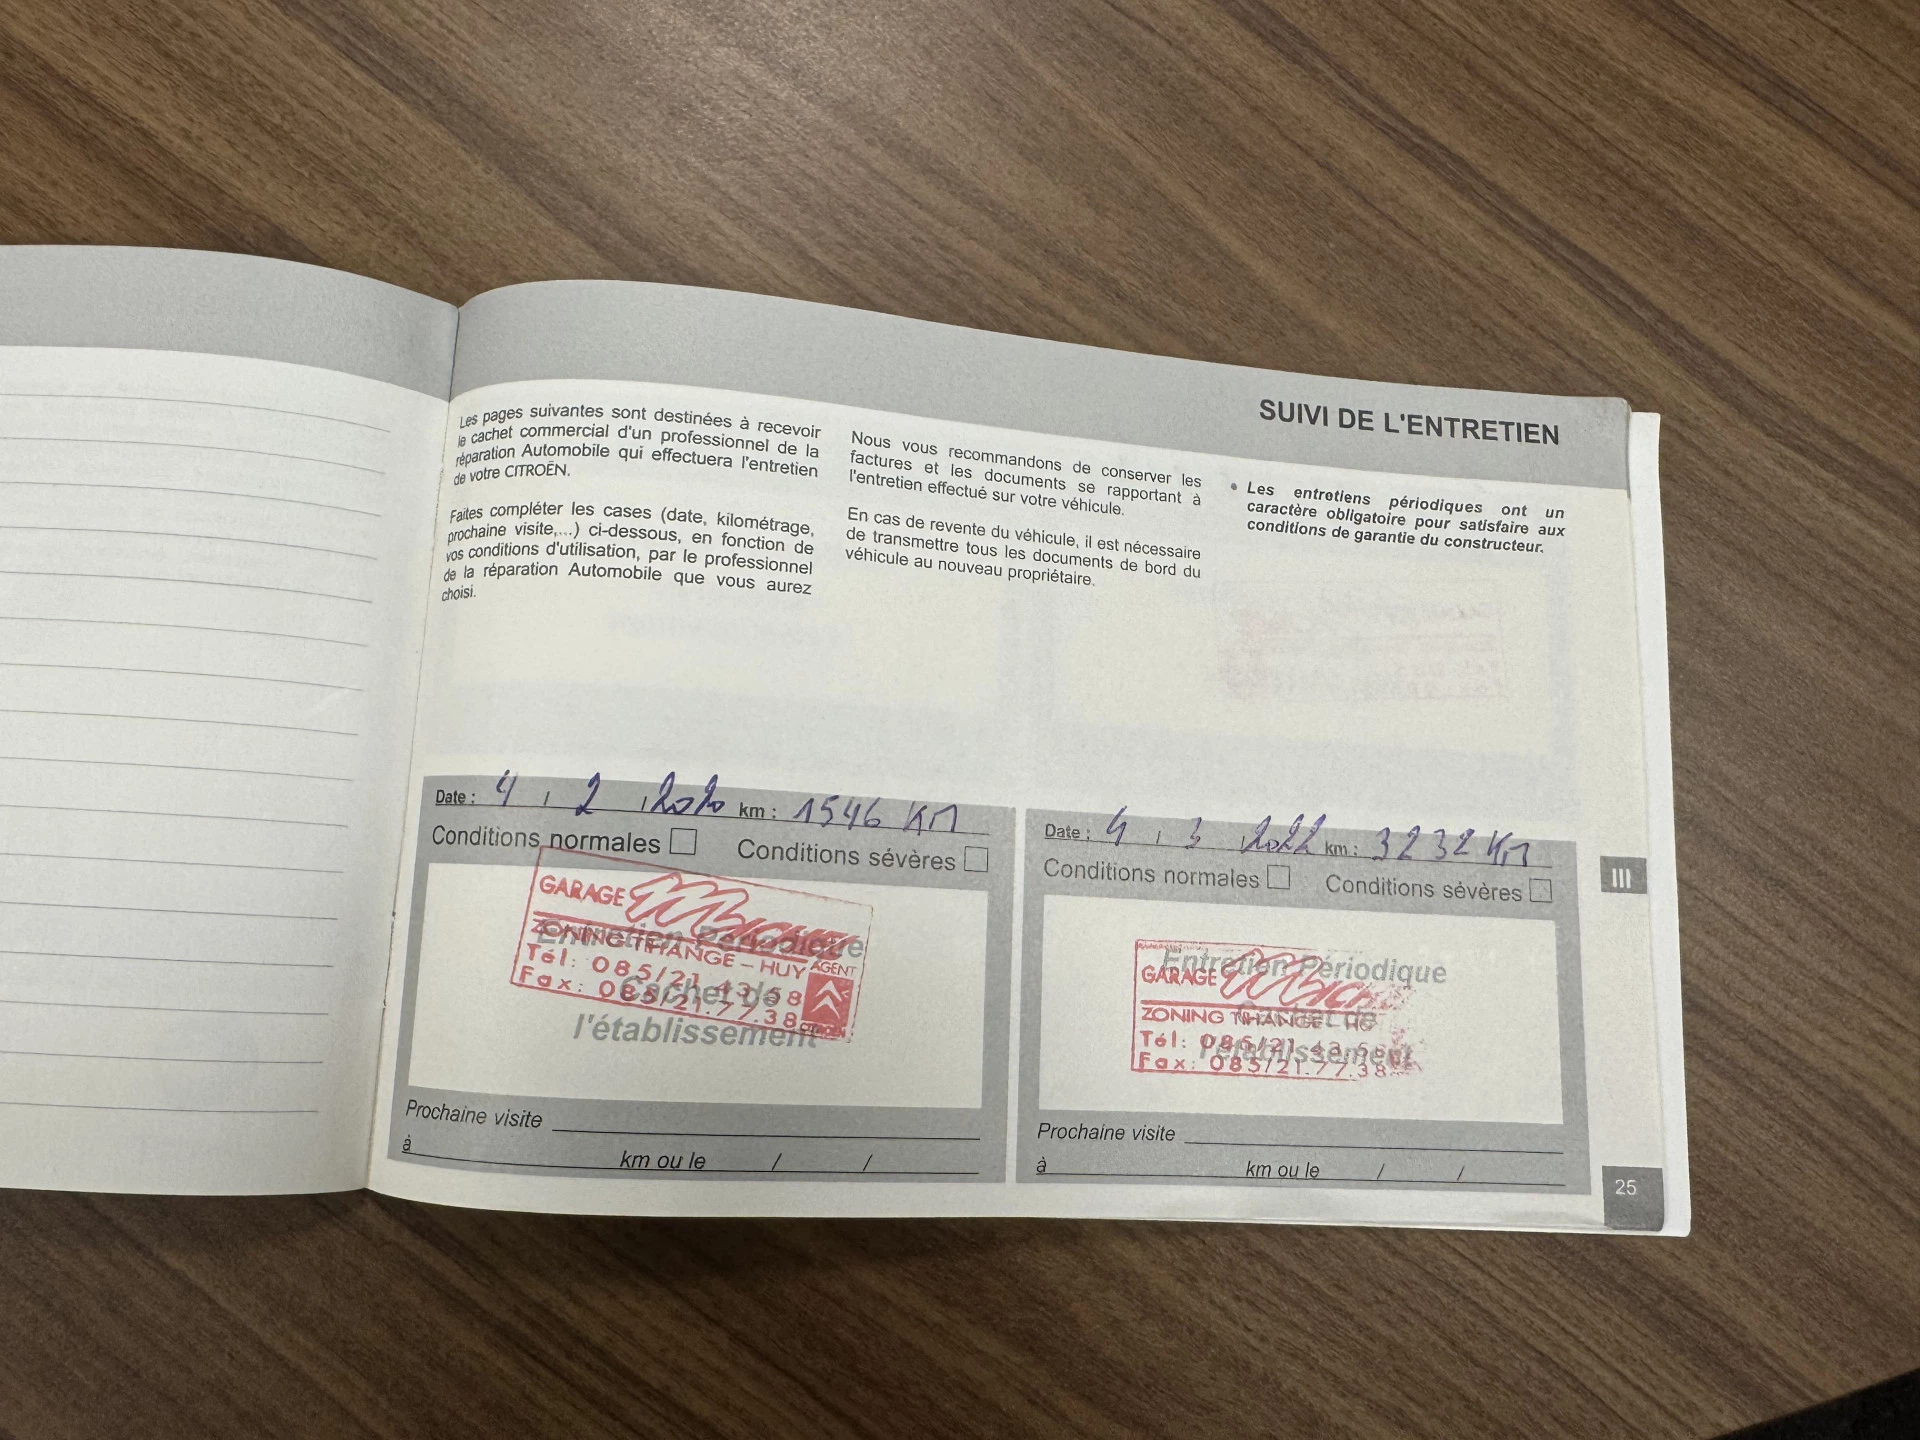 SUIVI DE L'ENTRETIEN
Les pages suivantes sont destinées à recevoir
le cachet commercial d'un professionnel de la
réparation Automobile qui effectuera l'entretien
de votre CITROËN.
Faites compléter les cases (date, kilométrage,
prochaine visite,...) ci-dessous, en fonction de
vos conditions d'utilisation, par le professionnel
de la réparation Automobile que vous aurez
choisi.
Nous vous recommandons de conserver les
factures et les documents se rapportant à
l'entretien effectué sur votre véhicule.
En cas de revente du véhicule, il est nécessaire
de transmettre tous les documents de bord du
véhicule au nouveau propriétaire.
• Les entretiens périodiques ont un
caractère obligatoire pour satisfaire aux
conditions de garantie du constructeur.
Date : 4 / 2 / 2020 km : 1546 KM
Conditions normales Conditions sévères
Entretien Périodique
Cachet de
l'établissement
GARAGE MICHEL
ZONING TIHANGE – HUY
AGENT
Tél: 085/21.43.58
Fax: 085/21.77.38
CITROËN
Prochaine visite
à km ou le / /
Date : 4 / 3 / 2022 km : 3232 KM
Conditions normales Conditions sévères
Entretien Périodique
Cachet de
l'établissement
GARAGE MICH
ZONING TIHANGE
Tél: 085/21.43.58
Fax: 085/21.77.38
Prochaine visite
à km ou le / /
III
25